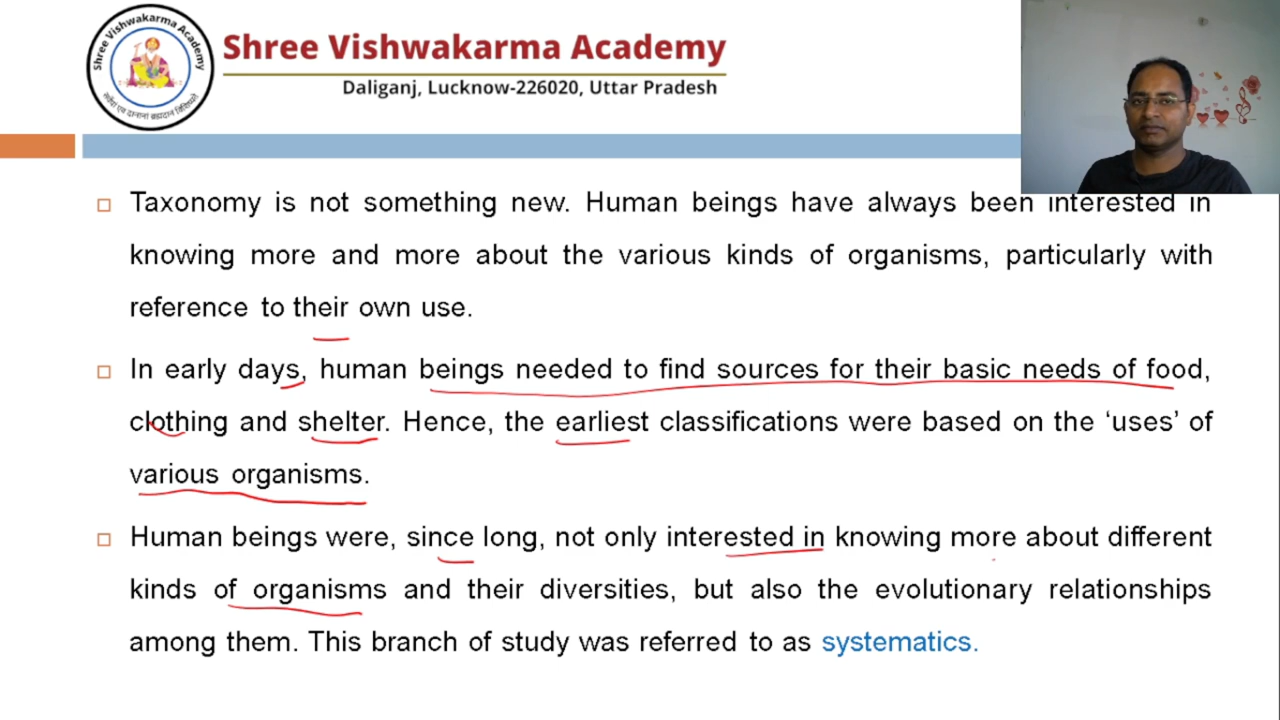 Shree Vishwakarma Academy
Shree Vishwakarma Academy
Daliganj, Lucknow-226020, Uttar Pradesh
Taxonomy is not something new. Human beings have always been interested in
knowing more and more about the various kinds of organisms, particularly with
reference to their own use.
In early days, human beings needed to find sources for their basic needs of food,
clothing and shelter. Hence, the earliest classifications were based on the ‘uses’ of
various organisms.
Human beings were, since long, not only interested in knowing more about different
kinds of organisms and their diversities, but also the evolutionary relationships
among them. This branch of study was referred to as systematics.